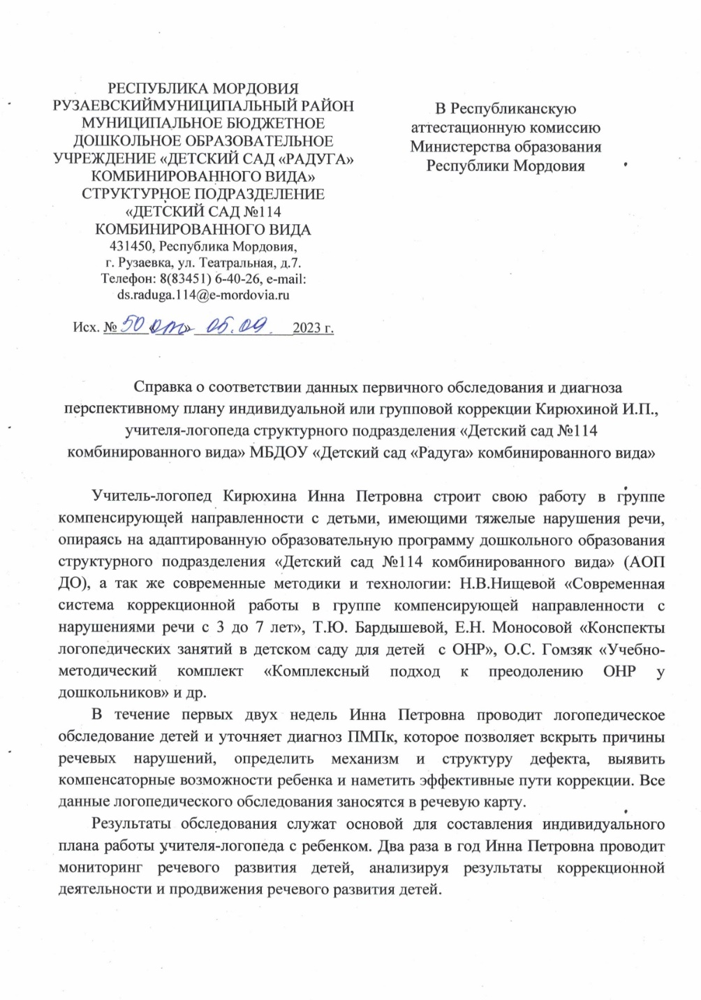 РЕСПУБЛИКА МОРДОВИЯ
РУЗАЕВСКИЙМУНИЦИПАЛЬНЫЙ РАЙОН
МУНИЦИПАЛЬНОЕ БЮДЖЕТНОЕ
ДОШКОЛЬНОЕ ОБРАЗОВАТЕЛЬНОЕ
УЧРЕЖДЕНИЕ «ДЕТСКИЙ САД «РАДУГА»
КОМБИНИРОВАННОГО ВИДА»
СТРУКТУРНОЕ ПОДРАЗДЕЛЕНИЕ
«ДЕТСКИЙ САД №114
КОМБИНИРОВАННОГО ВИДА
431450, Республика Мордовия,
г. Рузаевка, ул. Театральная, д.7.
Телефон: 8(83451) 6-40-26, e-mail:
ds.raduga.114@e-mordovia.ru
Исх. № 50 «от» 05.09. 2023 г.
В Республиканскую
аттестационную комиссию
Министерства образования
Республики Мордовия
Справка о соответствии данных первичного обследования и диагноза
перспективному плану индивидуальной или групповой коррекции Кирюхиной И.П.,
учителя-логопеда структурного подразделения «Детский сад №114
комбинированного вида» МБДОУ «Детский сад «Радуга» комбинированного вида»
Учитель-логопед Кирюхина Инна Петровна строит свою работу в группе
компенсирующей направленности с детьми, имеющими тяжелые нарушения речи,
опираясь на адаптированную образовательную программу дошкольного образования
структурного подразделения «Детский сад №114 комбинированного вида» (АОП
ДО), а так же современные методики и технологии: Н.В.Нищевой «Современная
система коррекционной работы в группе компенсирующей направленности с
нарушениями речи с 3 до 7 лет», Т.Ю. Бардышевой, Е.Н. Моносовой «Конспекты
логопедических занятий в детском саду для детей с ОНР», О.С. Гомзяк «Учебно-
методический комплект «Комплексный подход к преодолению ОНР у
дошкольников» и др.
В течение первых двух недель Инна Петровна проводит логопедическое
обследование детей и уточняет диагноз ПМПк, которое позволяет вскрыть причины
речевых нарушений, определить механизм и структуру дефекта, выявить
компенсаторные возможности ребенка и наметить эффективные пути коррекции. Все
данные логопедического обследования заносятся в речевую карту.
Результаты обследования служат основой для составления индивидуального
плана работы учителя-логопеда с ребенком. Два раза в год Инна Петровна проводит
мониторинг речевого развития детей, анализируя результаты коррекционной
деятельности и продвижения речевого развития детей.